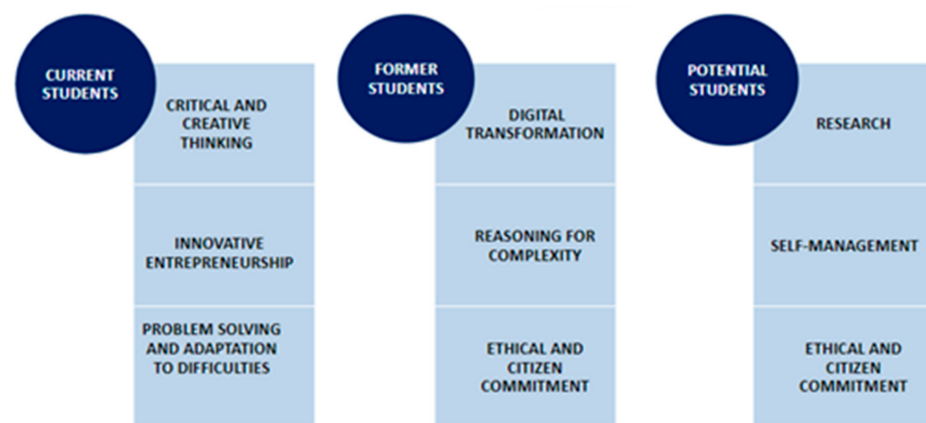 CURRENT
STUDENTS
CRITICAL AND
CREATIVE
THINKING
INNOVATIVE
ENTREPRENEURSHIP
PROBLEM SOLVING
AND ADAPTATION
TO DIFFICULTIES
FORMER
STUDENTS
DIGITAL
TRANSFORMATION
REASONING FOR
COMPLEXITY
ETHICAL AND
CITIZEN
COMMITMENT
POTENTIAL
STUDENTS
RESEARCH
SELF-MANAGEMENT
ETHICAL AND
CITIZEN
COMMITMENT